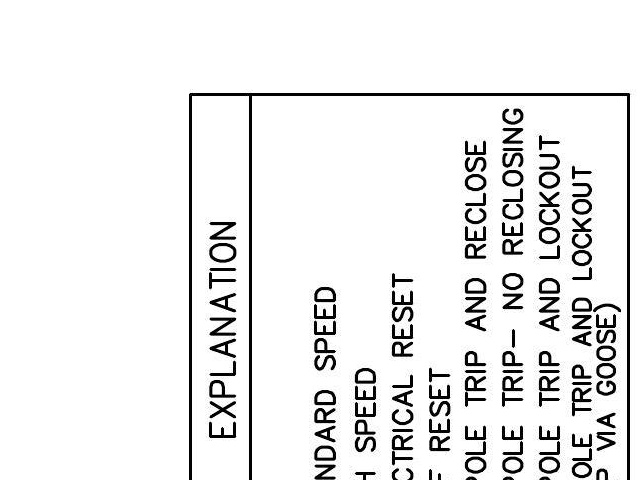 EXPLANATION
NDARD SPEED
H SPEED
CTRICAL RESET
F RESET
POLE TRIP AND RECLOSE
POLE TRIP– NO RECLOSING
POLE TRIP AND LOCKOUT
OLE TRIP AND LOCKOUT
P VIA GOOSE)